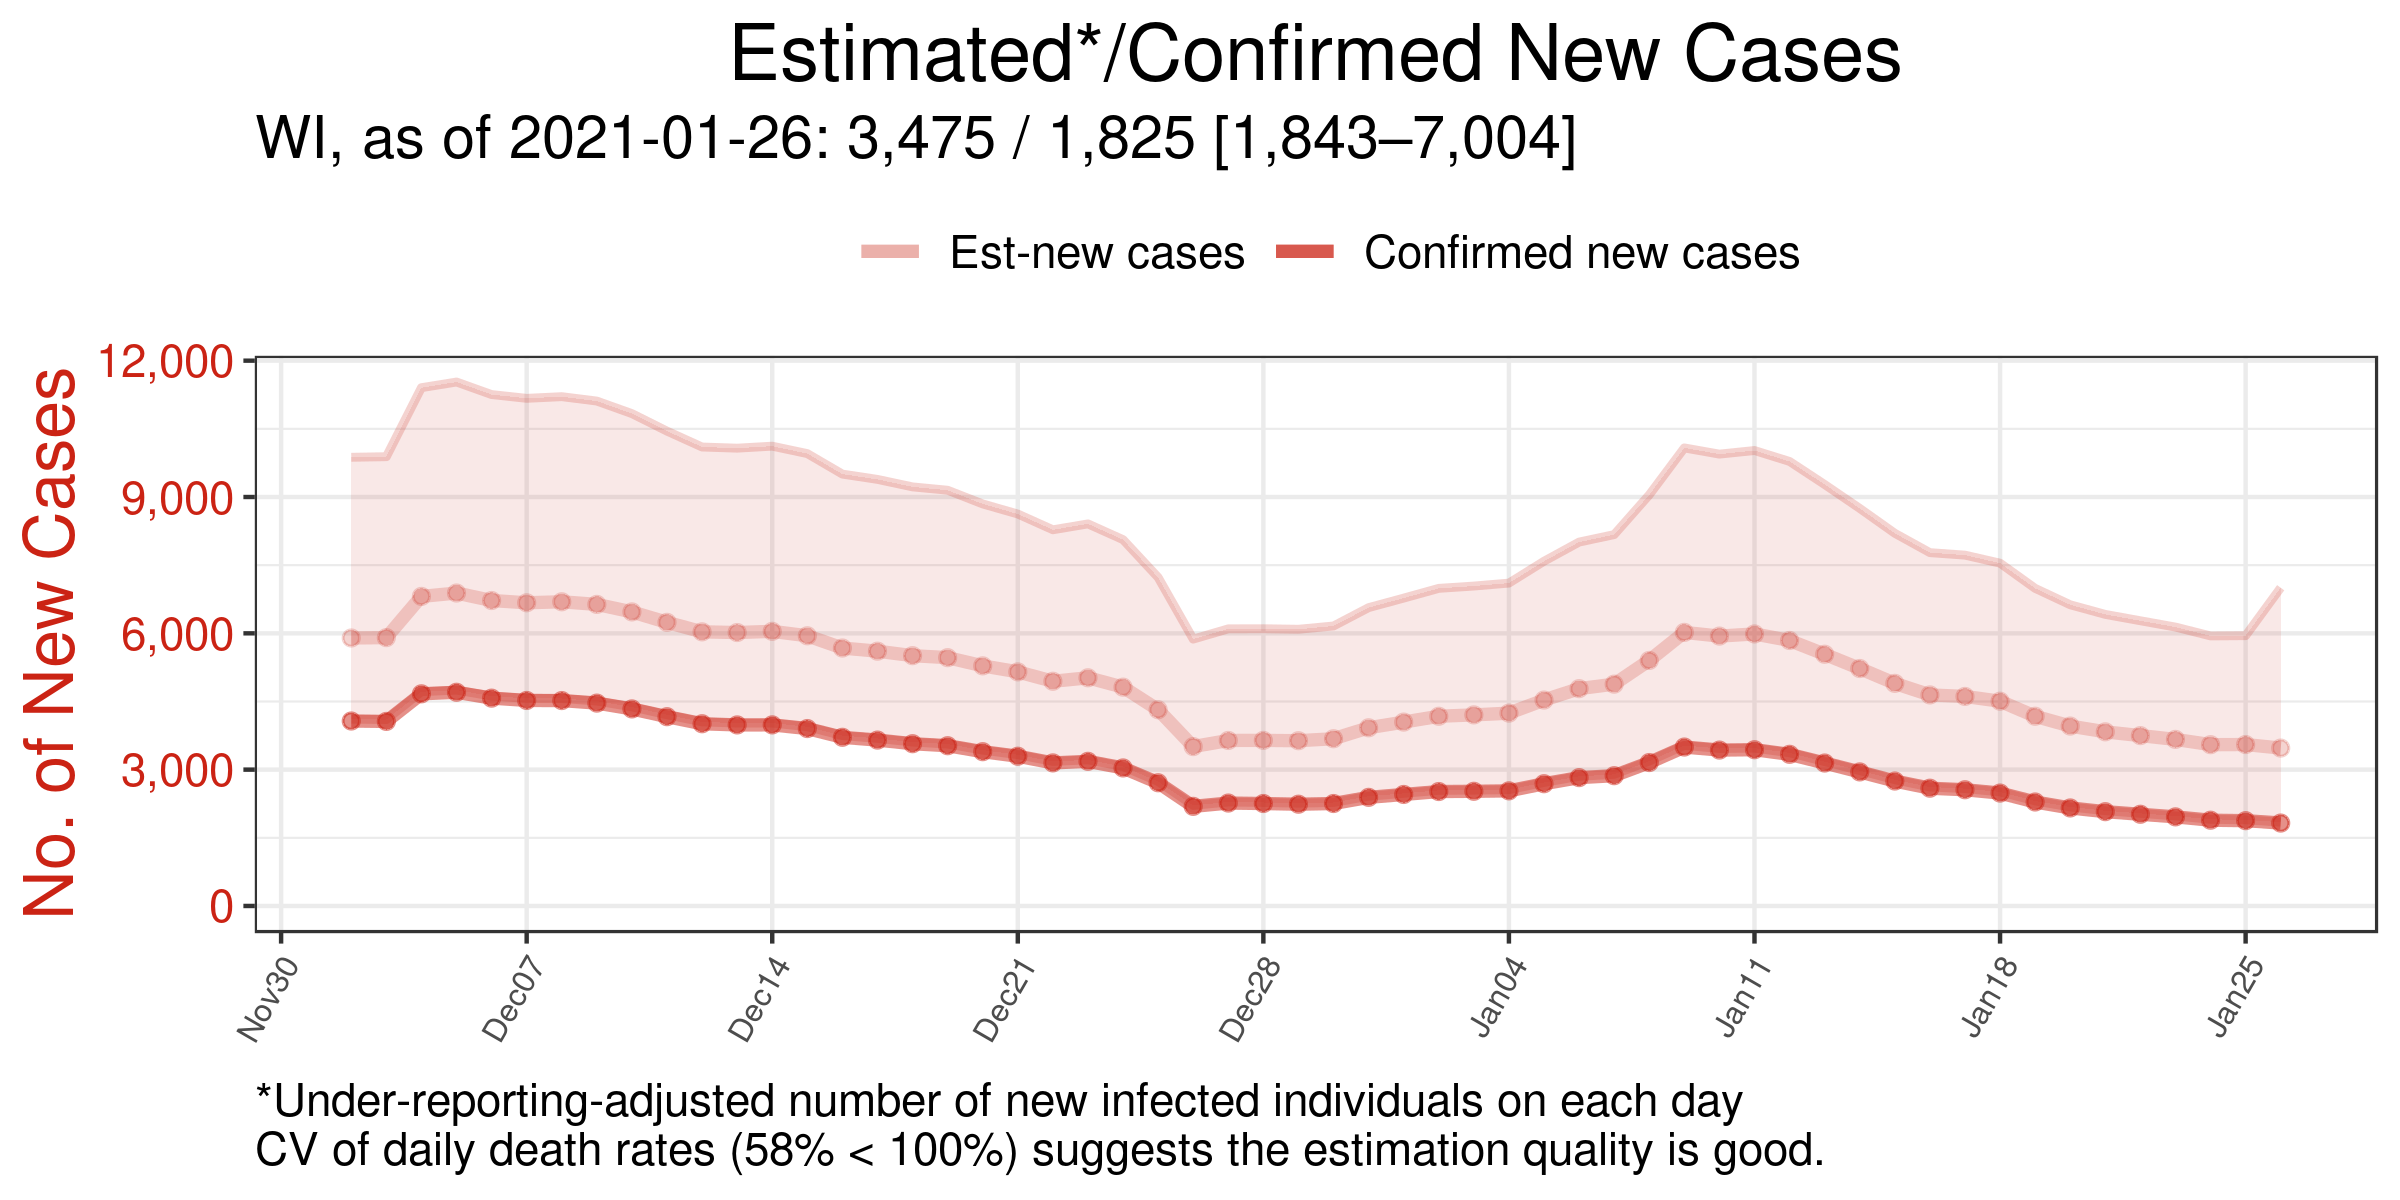 Estimated*/Confirmed New Cases
WI, as of 2021-01-26: 3,475 / 1,825 [1,843–7,004]
Est-new cases
Confirmed new cases
No. of New Cases
12,000
9,000
6,000
3,000
0
Nov30
Dec07
Dec14
Dec21
Dec28
Jan04
Jan11
Jan18
Jan25
*Under-reporting-adjusted number of new infected individuals on each day
CV of daily death rates (58% < 100%) suggests the estimation quality is good.